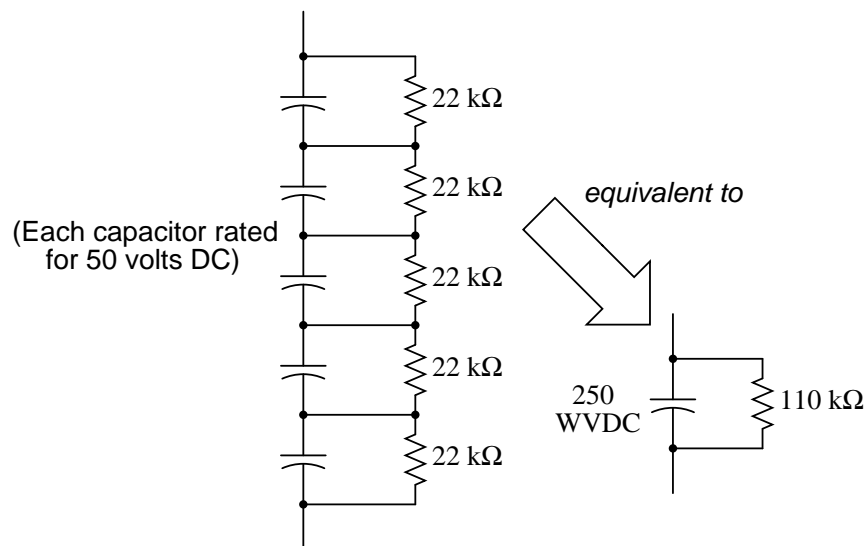 22 kΩ
22 kΩ
equivalent to
(Each capacitor rated
for 50 volts DC)
22 kΩ
22 kΩ
250
WVDC
110 kΩ
22 kΩ